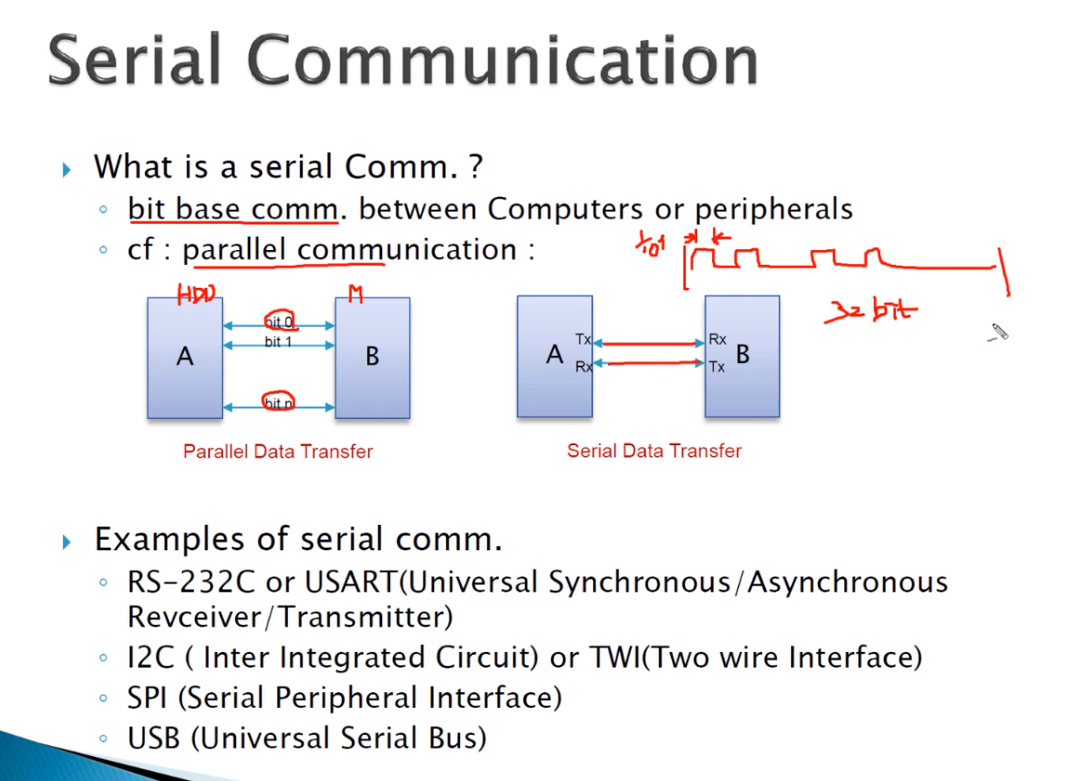 Serial Communication
What is a serial Comm. ?
bit base comm. between Computers or peripherals
cf : parallel communication :
HDD
M
32 bit
A
bit 0
bit 1
bit n
B
A
Tx
Rx
Rx
Tx
B
Parallel Data Transfer
Serial Data Transfer
Examples of serial comm.
RS-232C or USART(Universal Synchronous/Asynchronous
Revceiver/Transmitter)
I2C ( Inter Integrated Circuit) or TWI(Two wire Interface)
SPI (Serial Peripheral Interface)
USB (Universal Serial Bus)